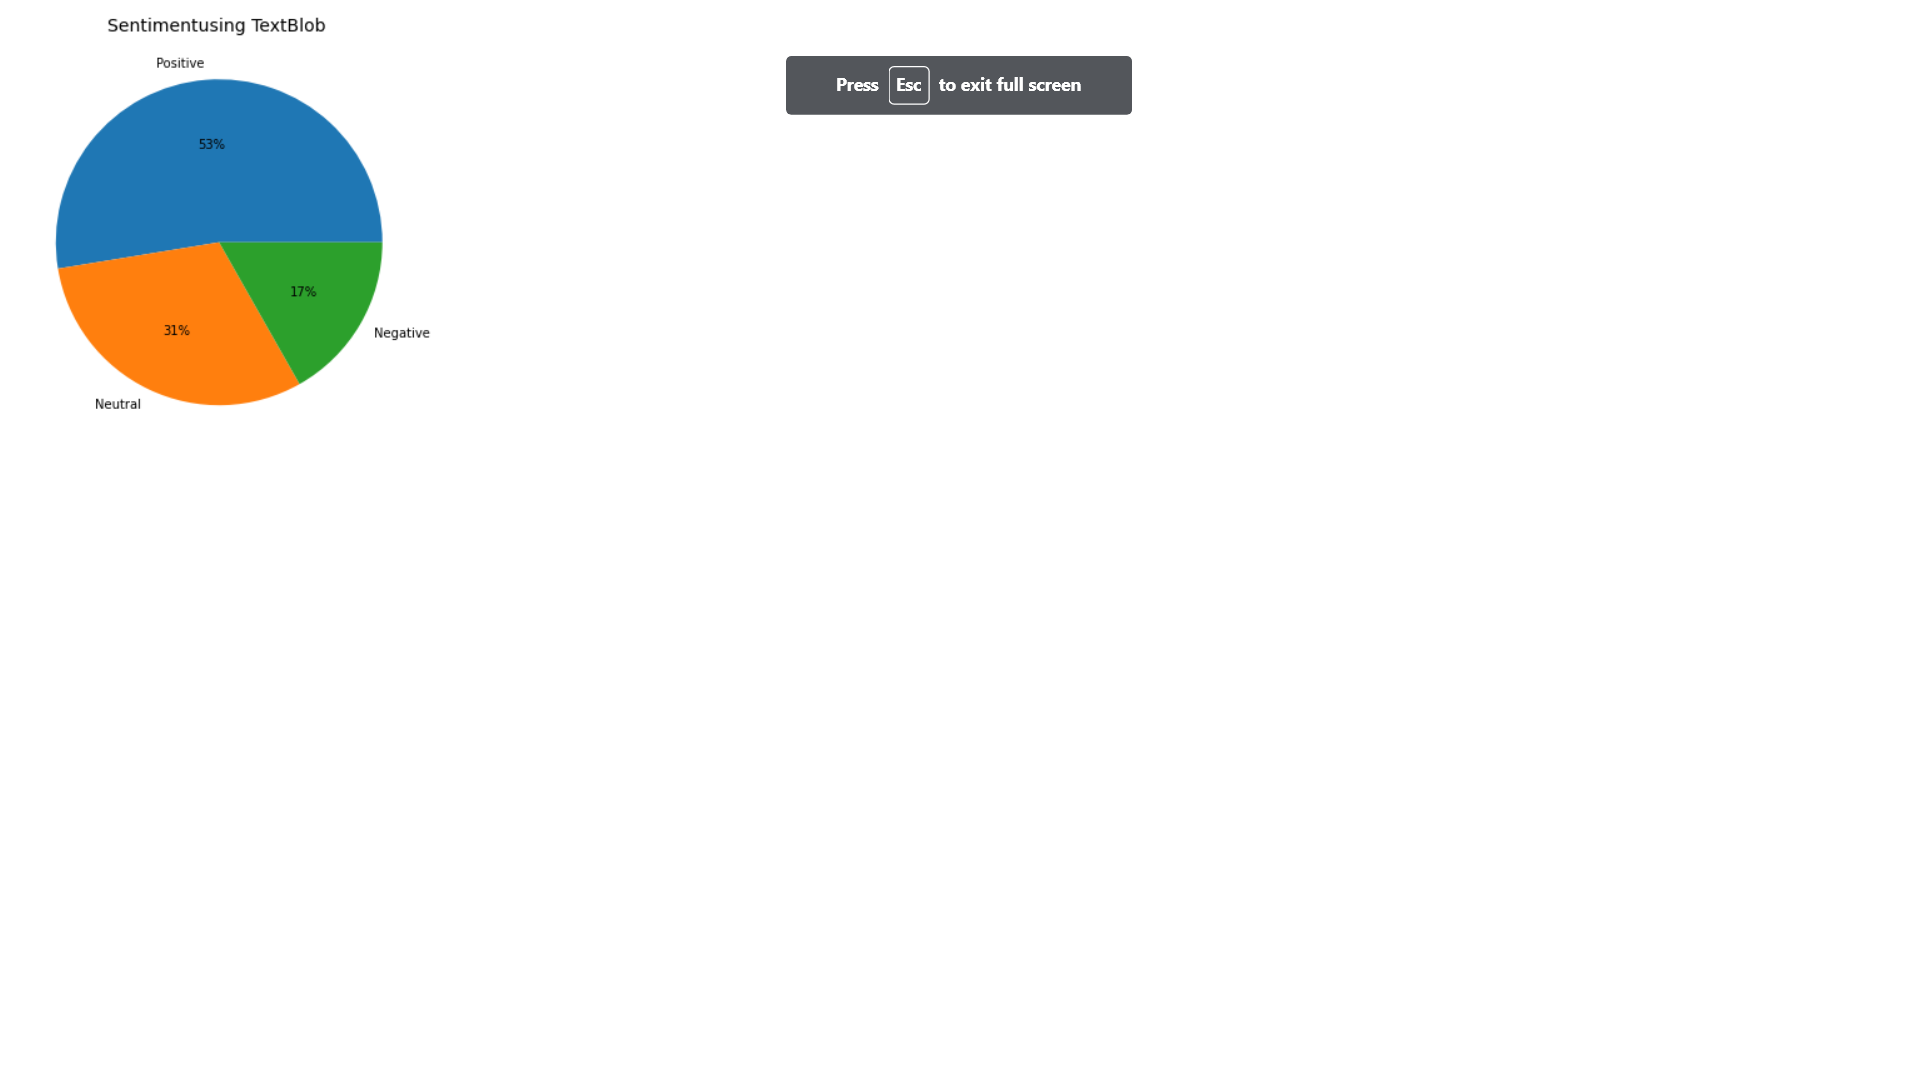 Sentimentusing TextBlob
Positive
Press Esc to exit full screen
53%
17%
31%
Negative
Neutral